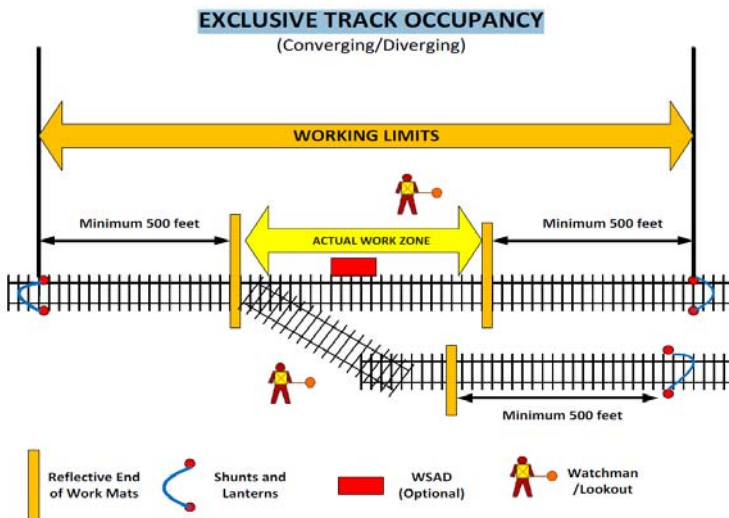 EXCLUSIVE TRACK OCCUPANCY
(Converging/Diverging)
WORKING LIMITS
Minimum 500 feet
Minimum 500 feet
ACTUAL WORK ZONE
Minimum 500 feet
Reflective End
of Work Mats
Shunts and
Lanterns
WSAD
(Optional)
Watchman
/Lookout